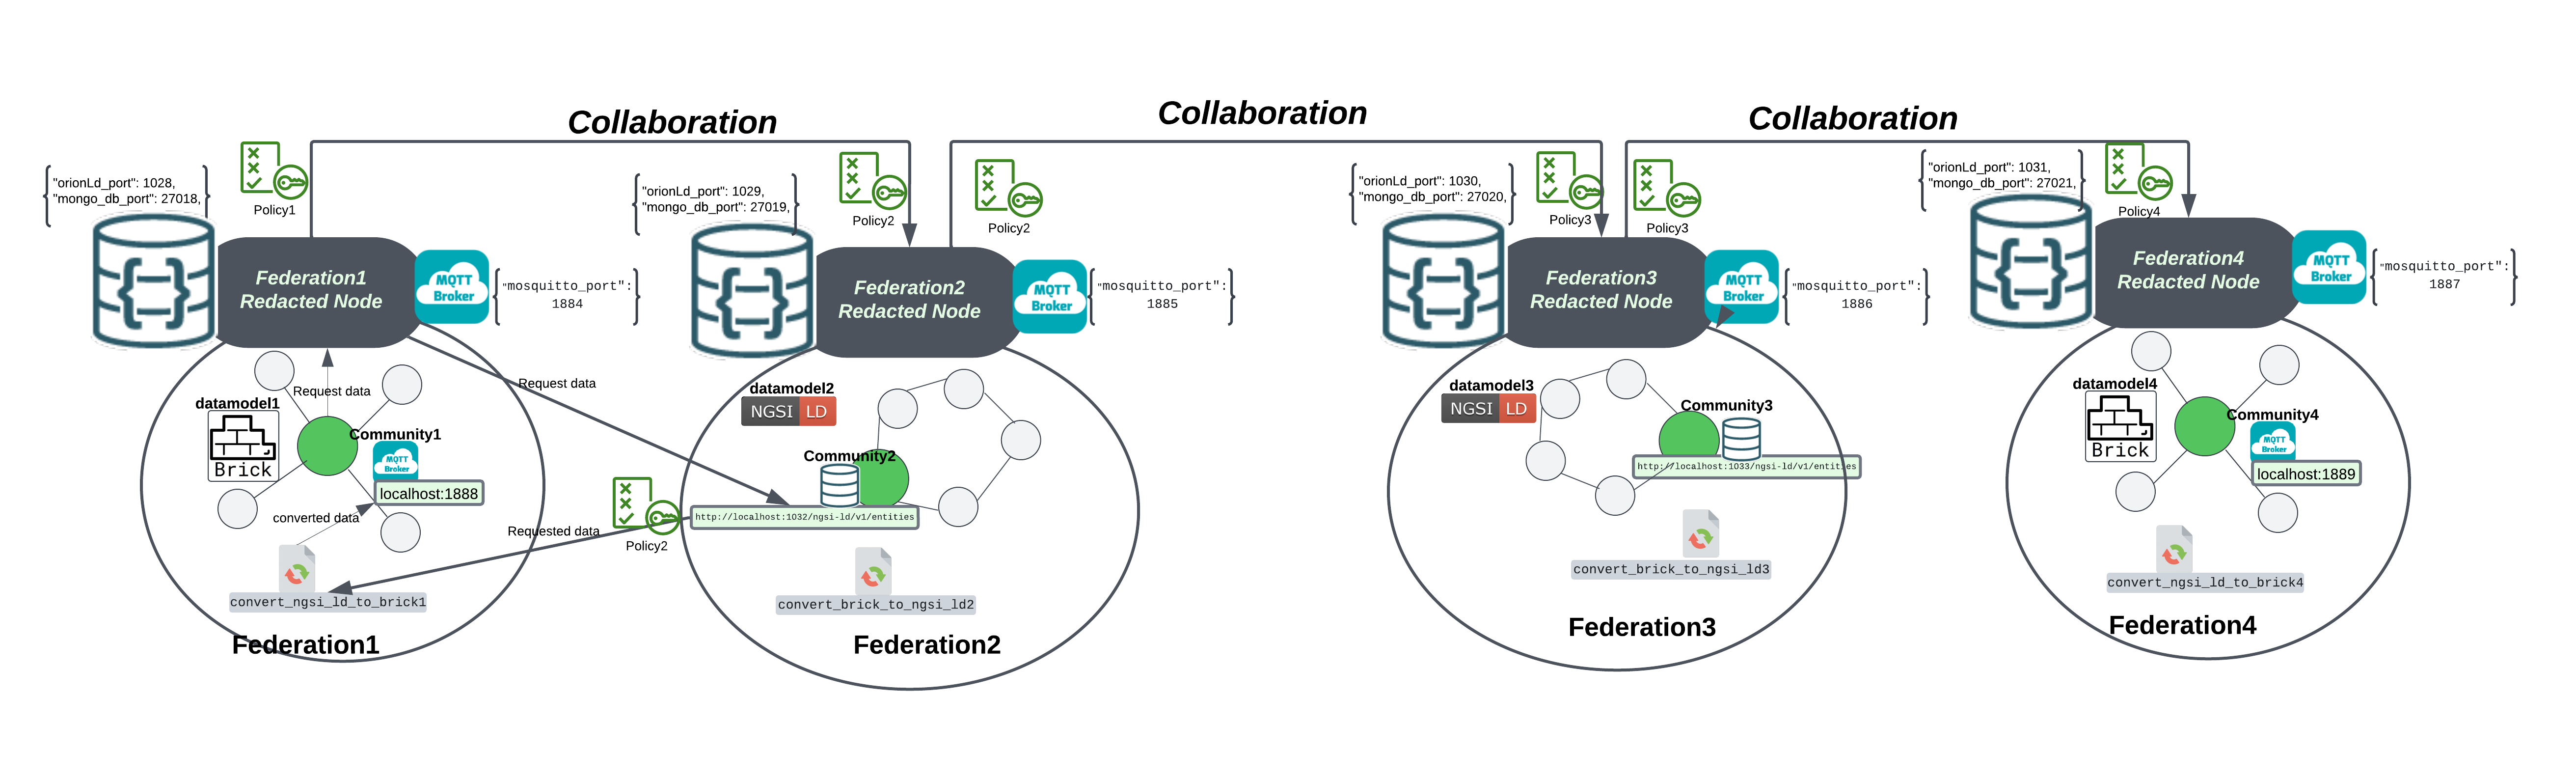 Collaboration
Collaboration
Collaboration
"orionLd_port": 1028,
"mongo_db_port": 27018,
Policy1
Federation1
Redacted Node
MQTT
Broker
"mosquitto_port":
1884
"orionLd_port": 1029,
"mongo_db_port": 27019,
Policy2
Policy2
Federation2
Redacted Node
MQTT
Broker
"mosquitto_port":
1885
"orionLd_port": 1030,
"mongo_db_port": 27020,
Policy3
Policy3
Federation3
Redacted Node
MQTT
Broker
"mosquitto_port":
1886
"orionLd_port": 1031,
"mongo_db_port": 27021,
Policy4
Federation4
Redacted Node
MQTT
Broker
"mosquitto_port":
1887
Request data
datamodel1
Brick
Community1
MQTT
Broker
localhost:1888
converted data
convert_ngsi_ld_to_brick1
Federation1
Request data
Requested data
Policy2
datamodel2
NGSI LD
Community2
http://localhost:1032/ngsi-ld/v1/entities
convert_brick_to_ngsi_ld2
Federation2
datamodel3
NGSI LD
Community3
http://localhost:1033/ngsi-ld/v1/entities
convert_brick_to_ngsi_ld3
Federation3
datamodel4
Brick
Community4
MQTT
Broker
localhost:1889
convert_ngsi_ld_to_brick4
Federation4